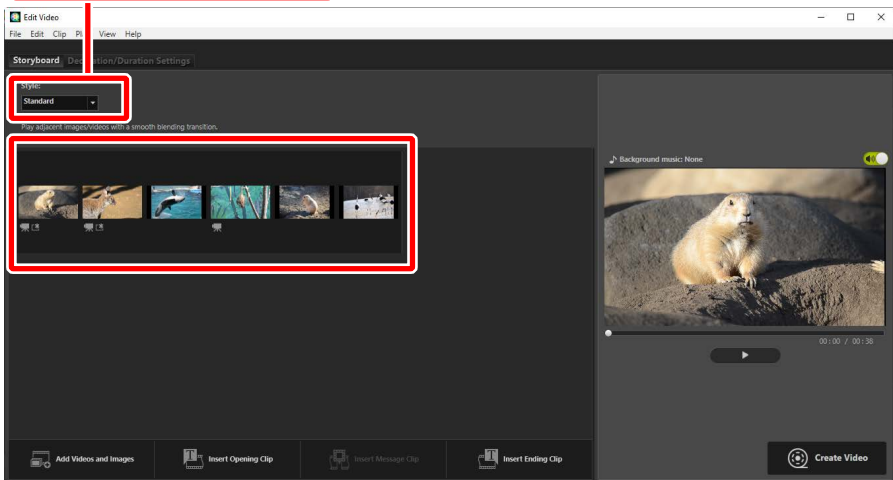 Edit Video
File Edit Clip Play View Help
Storyboard Decoration/Duration Settings
Style:
Standard
Play adjacent images/videos with a smooth blending transition.
Background music: None
00:00 / 00:38
Add Videos and Images
Insert Opening Clip
Insert Message Clip
Insert Ending Clip
Create Video